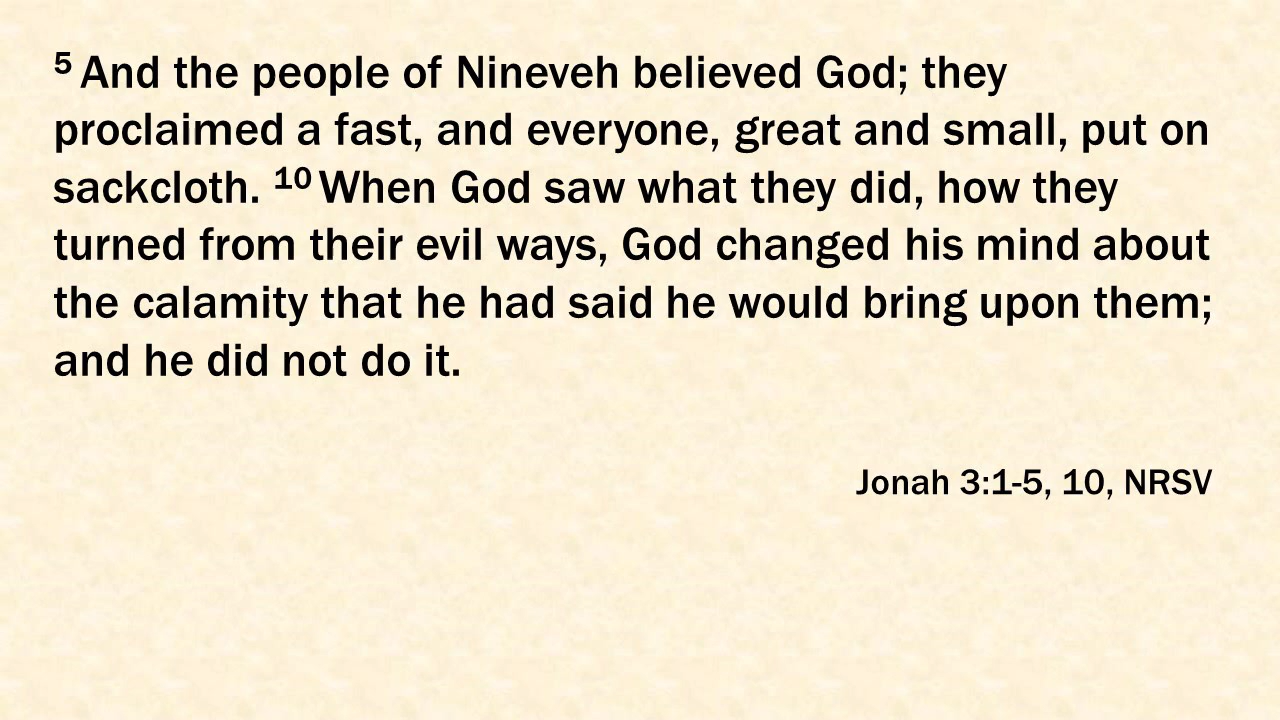 ⁵ And the people of Nineveh believed God; they
proclaimed a fast, and everyone, great and small, put on
sackcloth. ¹⁰ When God saw what they did, how they
turned from their evil ways, God changed his mind about
the calamity that he had said he would bring upon them;
and he did not do it.
Jonah 3:1-5, 10, NRSV